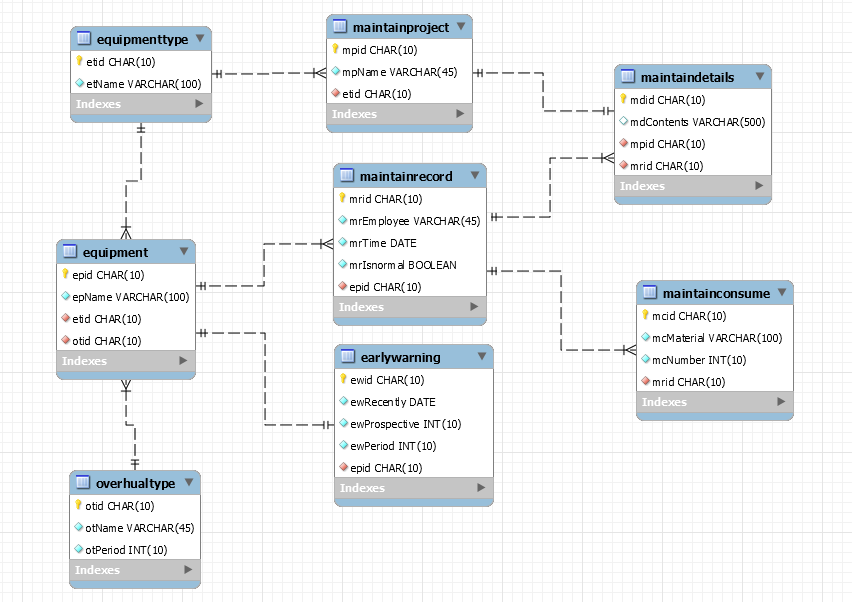 equipmenttype
etid CHAR(10)
etName VARCHAR(100)
Indexes
maintainproject
mpid CHAR(10)
mpName VARCHAR(45)
etid CHAR(10)
Indexes
maintaindetails
mdid CHAR(10)
mdContents VARCHAR(500)
mpid CHAR(10)
mrid CHAR(10)
Indexes
maintainrecord
mrid CHAR(10)
mrEmployee VARCHAR(45)
mrTime DATE
mrIsnormal BOOLEAN
epid CHAR(10)
Indexes
equipment
epid CHAR(10)
epName VARCHAR(100)
etid CHAR(10)
otid CHAR(10)
Indexes
maintainconsume
mcid CHAR(10)
mcMaterial VARCHAR(100)
mcNumber INT(10)
mrid CHAR(10)
Indexes
earlywarning
ewid CHAR(10)
ewRecently DATE
ewProspective INT(10)
ewPeriod INT(10)
epid CHAR(10)
Indexes
overhualtype
otid CHAR(10)
otName VARCHAR(45)
otPeriod INT(10)
Indexes